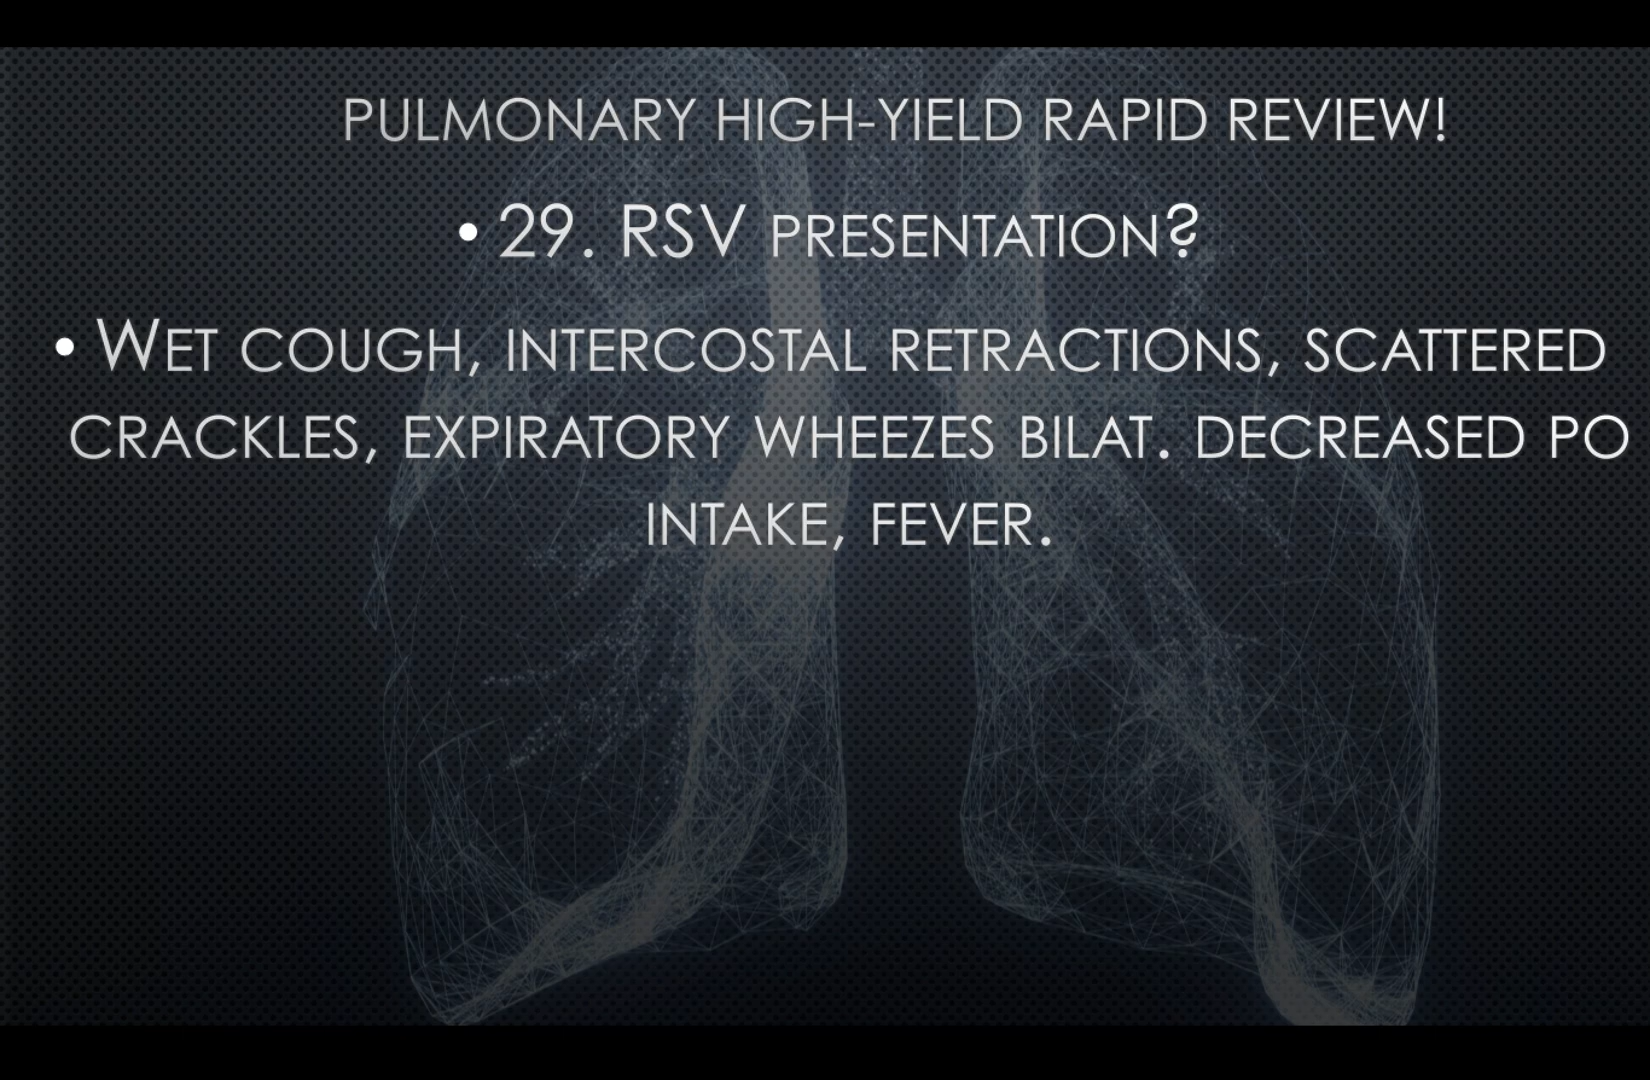 PULMONARY HIGH-YIELD RAPID REVIEW!
• 29. RSV PRESENTATION?
• WET COUGH, INTERCOSTAL RETRACTIONS, SCATTERED
CRACKLES, EXPIRATORY WHEEZES BILAT. DECREASED PO
INTAKE, FEVER.